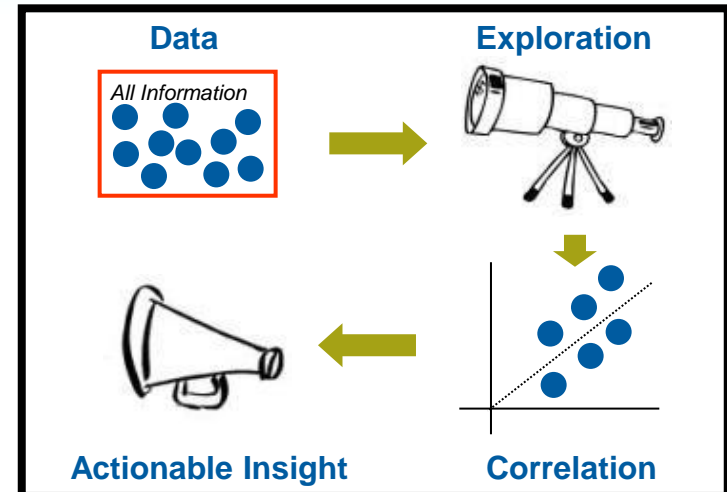 Data
Exploration
All Information
Actionable Insight
Correlation